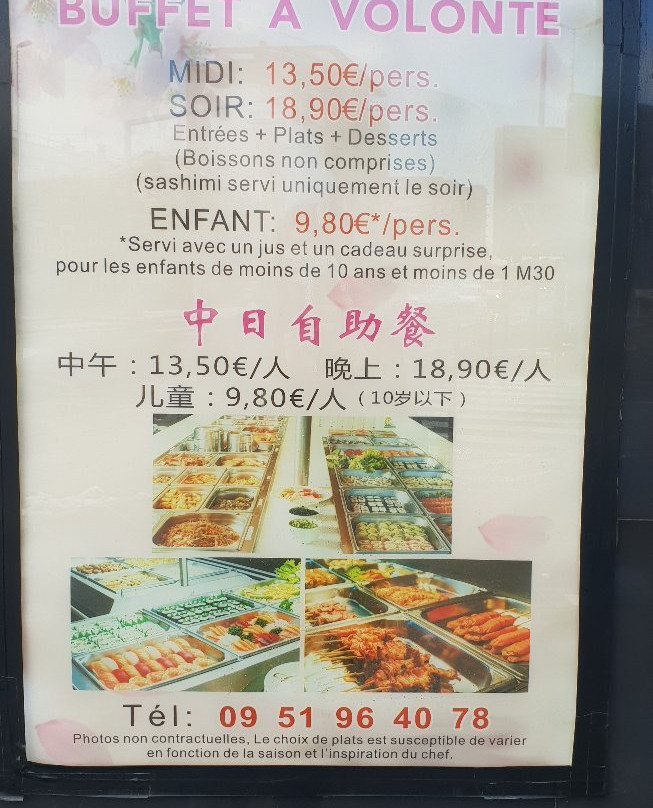 BUFFET A VOLONTE
MIDI: 13,50€/pers.
SOIR: 18,90€/pers.
Entrées + Plats + Desserts
(Boissons non comprises)
(sashimi servi uniquement le soir)
ENFANT: 9,80€*/pers.
*Servi avec un jus et un cadeau surprise,
pour les enfants de moins de 10 ans et moins de 1 M30
中日自助餐
中午：13,50€/人 晚上：18,90€/人
儿童：9,80€/人（10岁以下）
Tél: 09 51 96 40 78
Photos non contractuelles, Le choix de plats est susceptible de varier
en fonction de la saison et l'inspiration du chef.